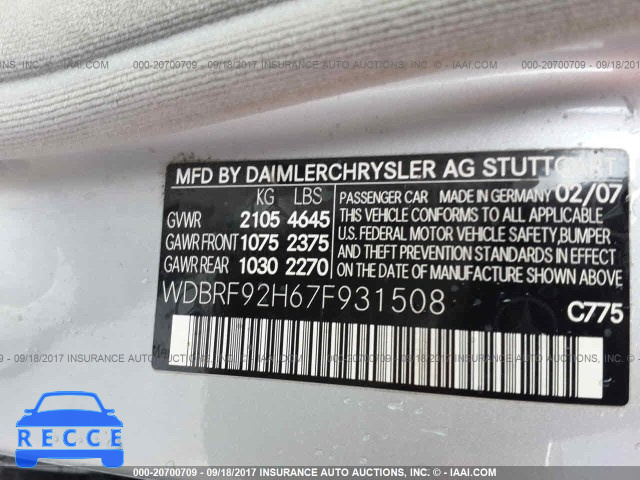 000-20700709 - 09/18/2017 INSURANCE AUTO AUCTIONS, INC. - © - IAAI.COM
MFD BY DAIMLERCHRYSLER AG STUTTGART
KG LBS
GVWR 2105 4645
GAWR FRONT 1075 2375
GAWR REAR 1030 2270
PASSENGER CAR MADE IN GERMANY 02/07
THIS VEHICLE CONFORMS TO ALL APPLICABLE
U.S. FEDERAL MOTOR VEHICLE SAFETY, BUMPER
AND THEFT PREVENTION STANDARDS IN EFFECT
ON THE DATE OF MANUFACTURE SHOWN ABOVE.
WDBRF92H67F931508
C775
RECCE
000-20700709 - 09/18/2017 INSURANCE AUTO AUCTIONS, INC. - © - IAAI.COM